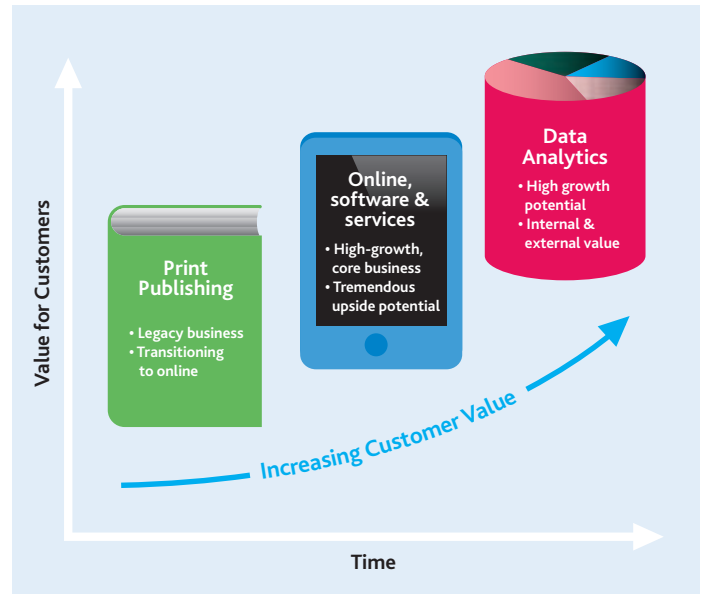 Value for Customers
Print
Publishing
• Legacy business
• Transitioning
to online
Online,
software &
services
• High-growth,
core business
• Tremendous
upside potential
Data
Analytics
• High growth
potential
• Internal &
external value
Increasing Customer Value
Time